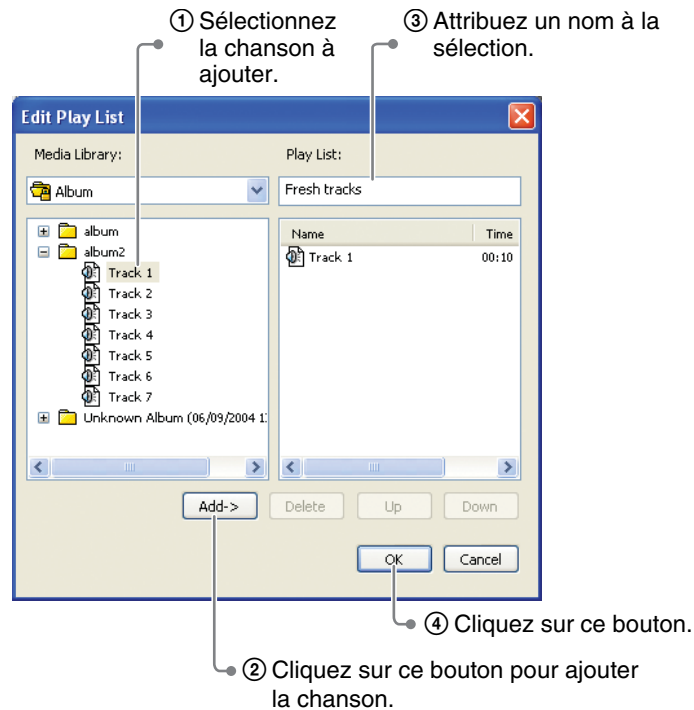 ① Sélectionnez
la chanson à
ajouter.
③ Attribuez un nom à la
sélection.
Edit Play List
Media Library:
Play List:
Album
Fresh tracks
album
album2
Track 1
Track 2
Track 3
Track 4
Track 5
Track 6
Track 7
Unknown Album (06/09/2004 1
Name Time
Track 1 00:10
Add-> Delete Up Down
OK Cancel
④ Cliquez sur ce bouton.
② Cliquez sur ce bouton pour ajouter
la chanson.